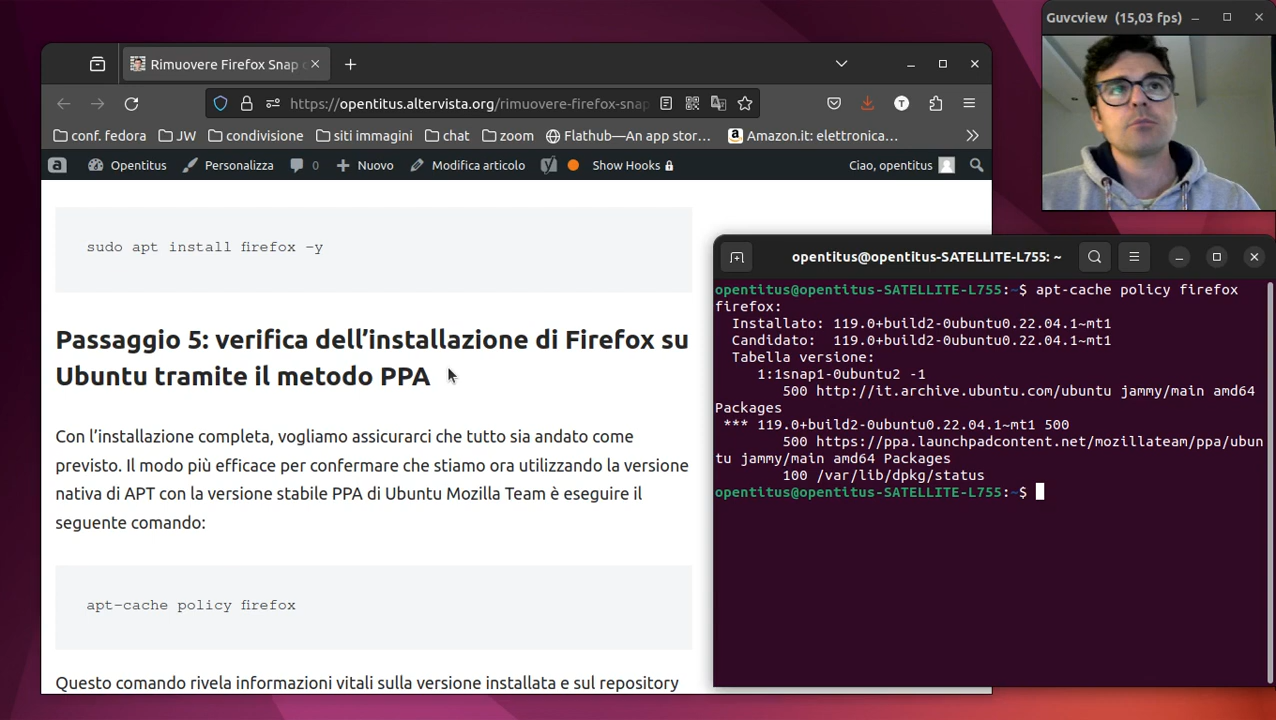 Guvcview (15,03 fps)
Rimuovere Firefox Snap
https://opentitus.altervista.org/rimuovere-firefox-snap
T
conf. fedora
JW
condivisione
siti immagini
chat
zoom
Flathub—An app stor...
Amazon.it: elettronica...
a
Opentitus
Personalizza
0
Nuovo
Modifica articolo
Show Hooks
Ciao, opentitus
sudo apt install firefox -y
Passaggio 5: verifica dell’installazione di Firefox su
Ubuntu tramite il metodo PPA
Con l’installazione completa, vogliamo assicurarci che tutto sia andato come
previsto. Il modo più efficace per confermare che stiamo ora utilizzando la versione
nativa di APT con la versione stabile PPA di Ubuntu Mozilla Team è eseguire il
seguente comando:
apt-cache policy firefox
Questo comando rivela informazioni vitali sulla versione installata e sul repository
opentitus@opentitus-SATELLITE-L755: ~
opentitus@opentitus-SATELLITE-L755:~$ apt-cache policy firefox
firefox:
Installato: 119.0+build2-0ubuntu0.22.04.1~mt1
Candidato: 119.0+build2-0ubuntu0.22.04.1~mt1
Tabella versione:
1:1snap1-0ubuntu2 -1
500 http://it.archive.ubuntu.com/ubuntu jammy/main amd64
Packages
*** 119.0+build2-0ubuntu0.22.04.1~mt1 500
500 https://ppa.launchpadcontent.net/mozillateam/ppa/ubun
tu jammy/main amd64 Packages
100 /var/lib/dpkg/status
opentitus@opentitus-SATELLITE-L755:~$